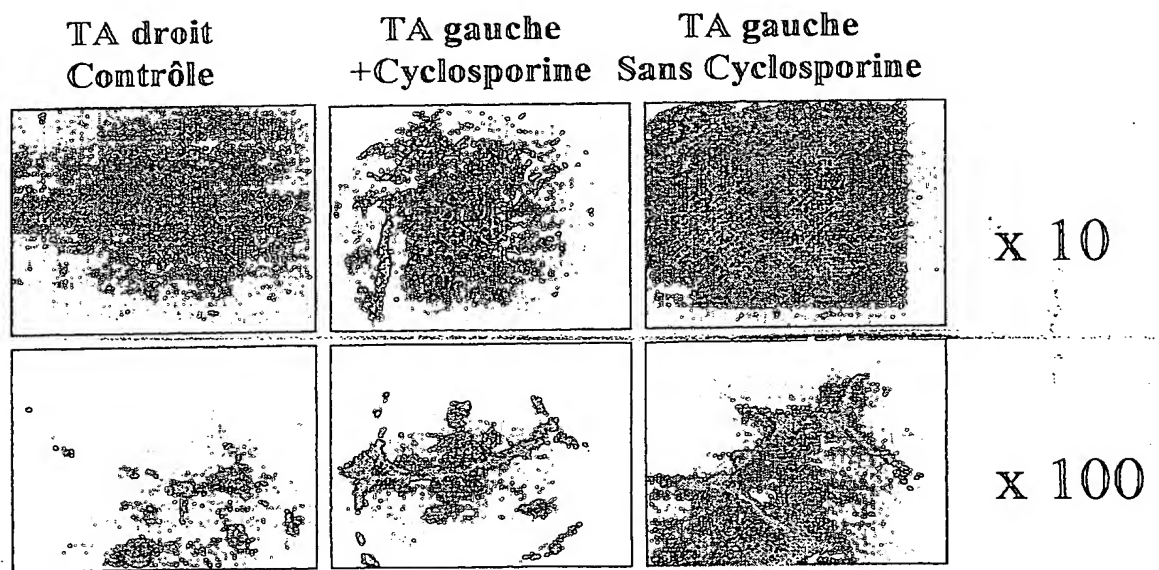 TA droit
Contrôle
TA gauche
+Cyclosporine
TA gauche
Sans Cyclosporine
x 10
x 100